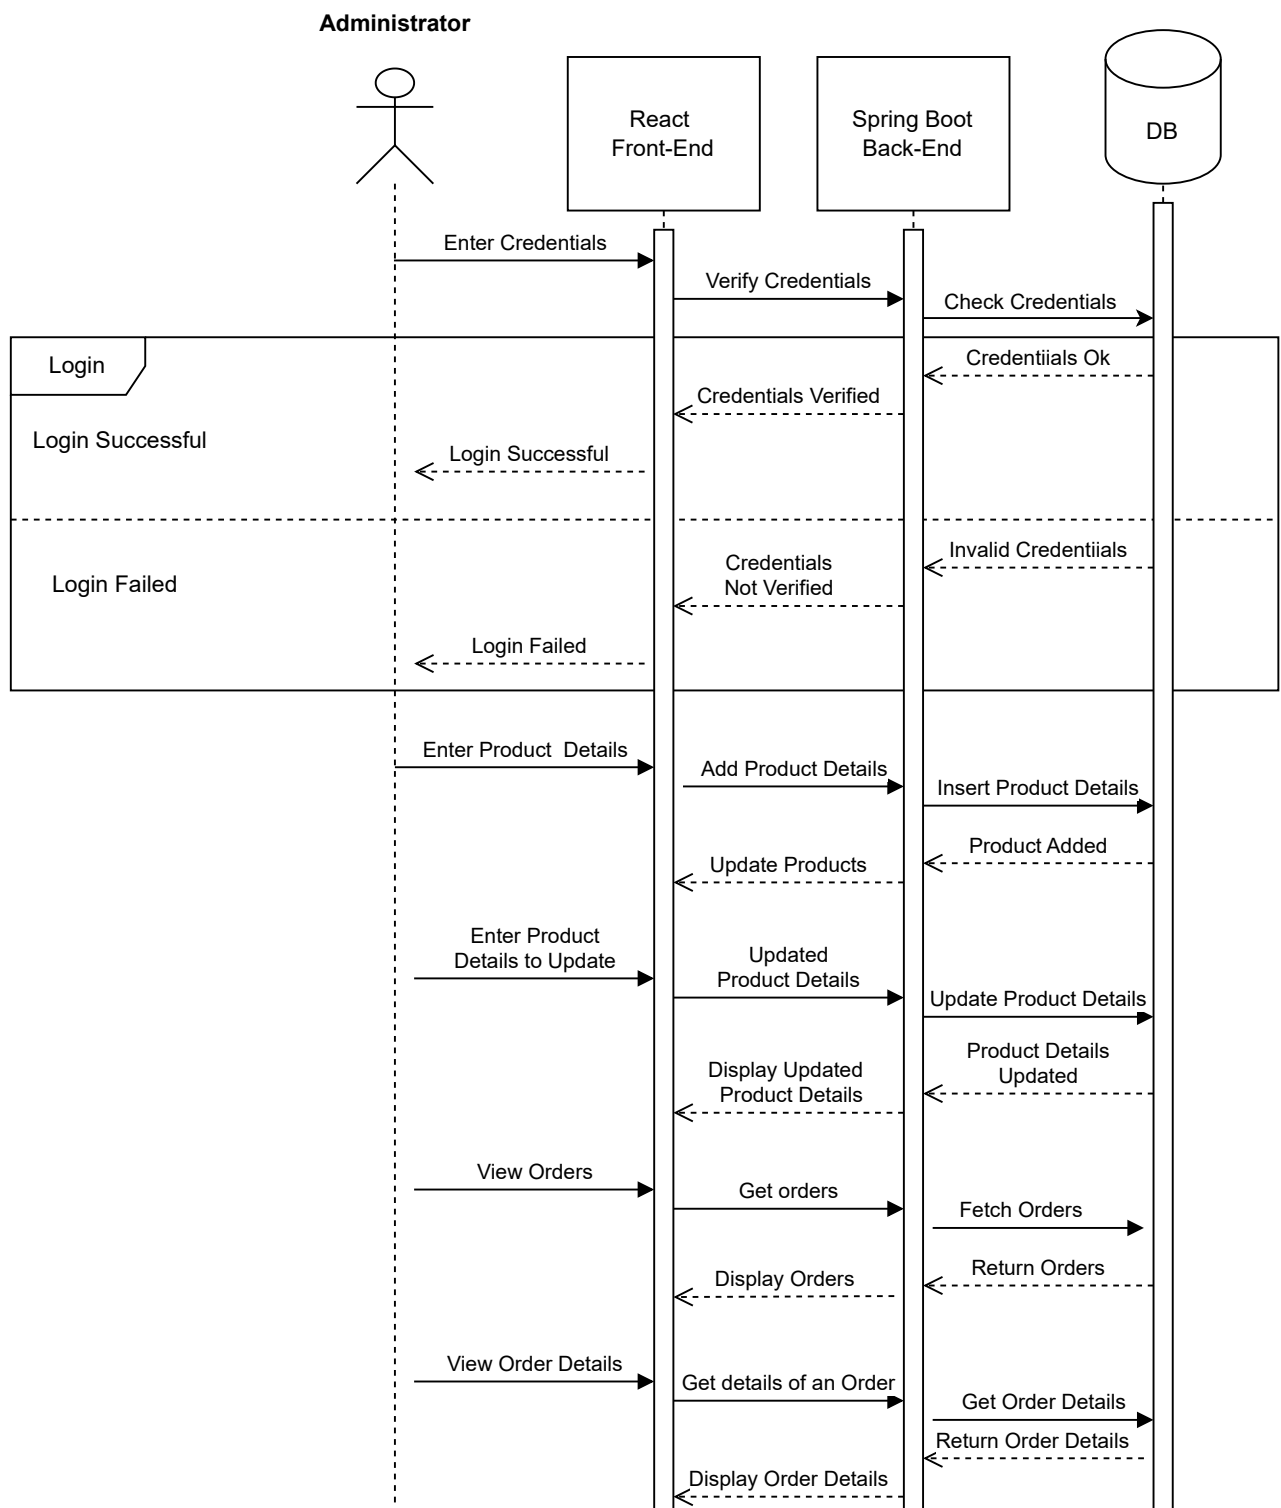 Administrator
React
Front-End
Spring Boot
Back-End
DB
Enter Credentials
Verify Credentials
Check Credentials
Login
Credentiials Ok
Credentials Verified
Login Successful
Login Successful
Invalid Credentiials
Credentials
Not Verified
Login Failed
Login Failed
Enter Product  Details
Add Product Details
Insert Product Details
Product Added
Update Products
Enter Product
Details to Update
Updated
Product Details
Update Product Details
Product Details
Updated
Display Updated
Product Details
View Orders
Get orders
Fetch Orders
Return Orders
Display Orders
View Order Details
Get details of an Order
Get Order Details
Return Order Details
Display Order Details